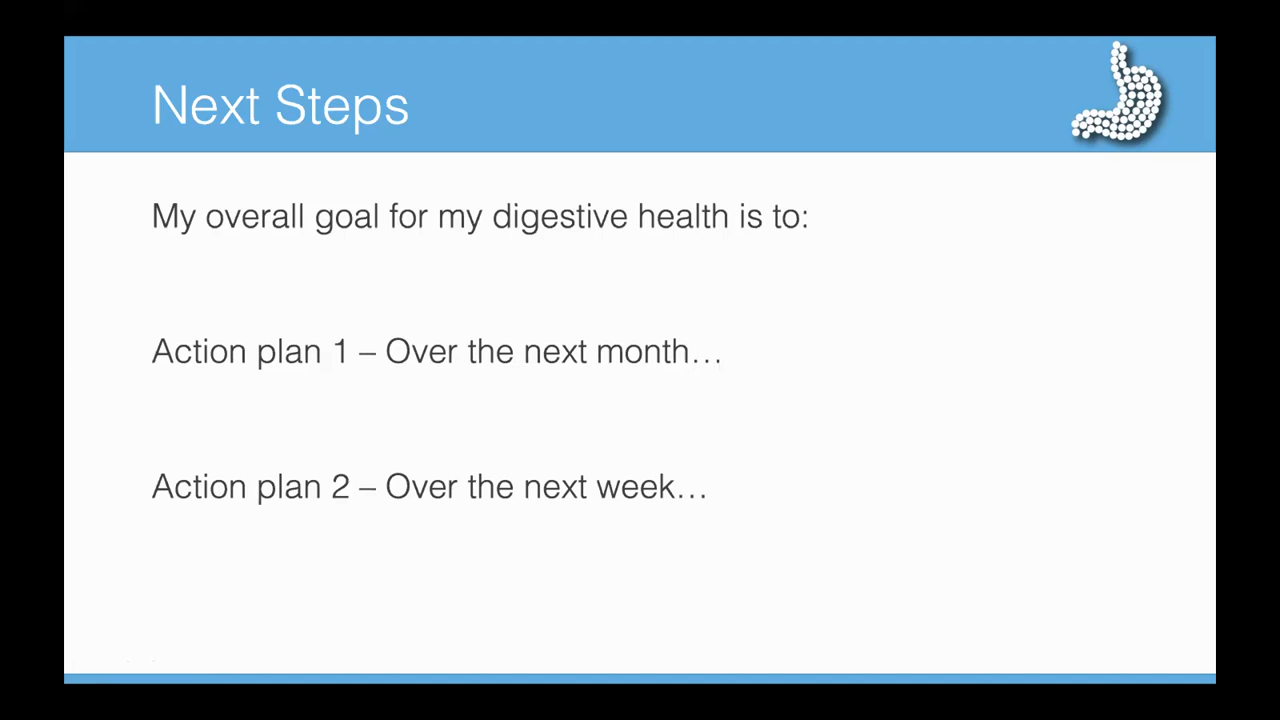 Next Steps
My overall goal for my digestive health is to:
Action plan 1 – Over the next month…
Action plan 2 – Over the next week…